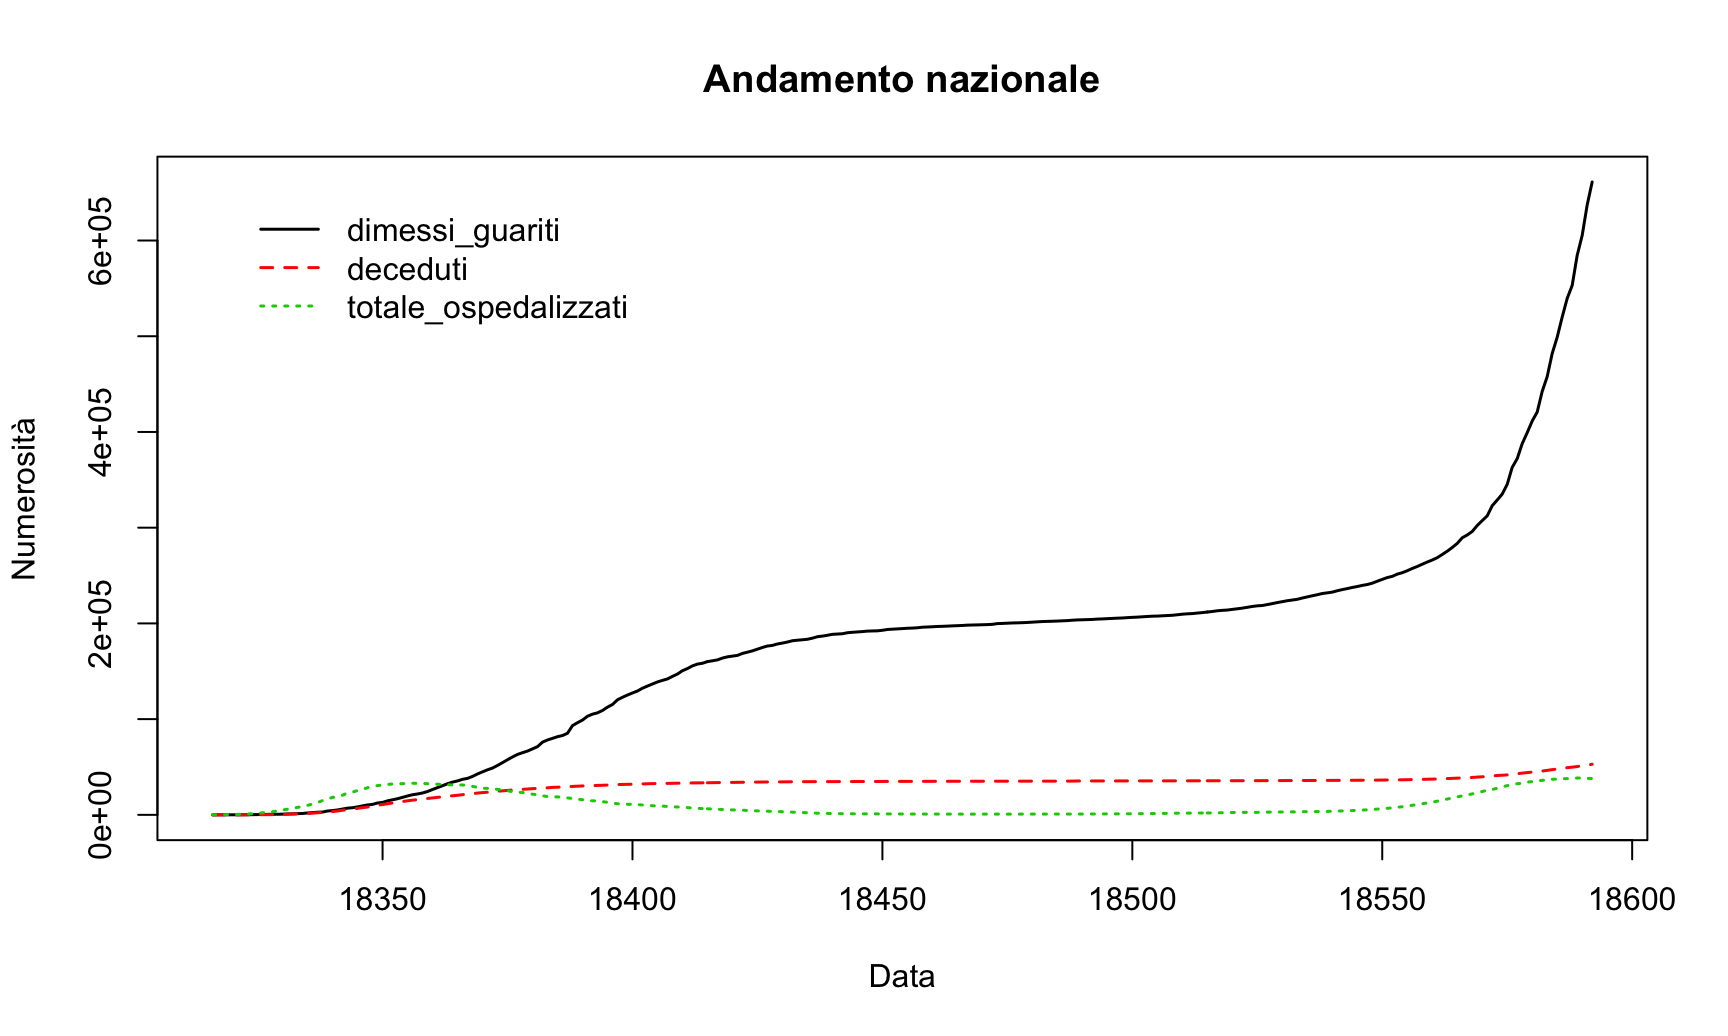 Andamento nazionale
dimessi_guariti
deceduti
totale_ospedalizzati
Numerosità
6e+05
4e+05
2e+05
0e+00
18350 18400 18450 18500 18550 18600
Data